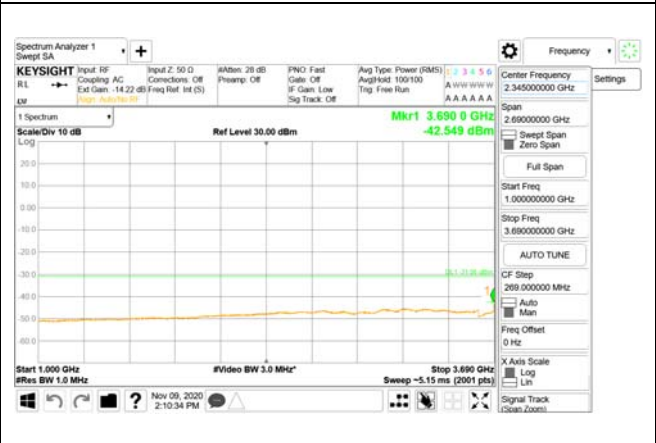 Spectrum Analyzer 1
Swept SA
Frequency
KEYSIGHT
RL
Input: RF
Coupling: AC
Ext Gain: -14.22 dB
Align: Auto/No RF
Input Z: 50 Ω
Corrections: Off
Freq Ref: Int (S)
#Atten: 28 dB
Preamp: Off
PNO: Fast
Gate: Off
IF Gain: Low
Sig Track: Off
Avg Type: Power (RMS)
Avg|Hold: 100/100
Trig: Free Run
1 2 3 4 5 6
A W W W W W
A A A A A A
1 Spectrum
Scale/Div 10 dB
Log
Ref Level 30.00 dBm
Mkr1 3.690 0 GHz
-42.549 dBm
20.0
10.0
0.00
-10.0
-20.0
-30.0
-40.0
-50.0
-60.0
1
Start 1.000 GHz
#Res BW 1.0 MHz
#Video BW 3.0 MHz*
Stop 3.690 GHz
Sweep ~5.15 ms (2001 pts)
Nov 09, 2020
2:10:34 PM
Settings
Center Frequency
2.345000000 GHz
Span
2.69000000 GHz
Swept Span
Zero Span
Full Span
Start Freq
1.000000000 GHz
Stop Freq
3.690000000 GHz
AUTO TUNE
CF Step
269.000000 MHz
Auto
Man
Freq Offset
0 Hz
X Axis Scale
Log
Lin
Signal Track
(Span Zoom)